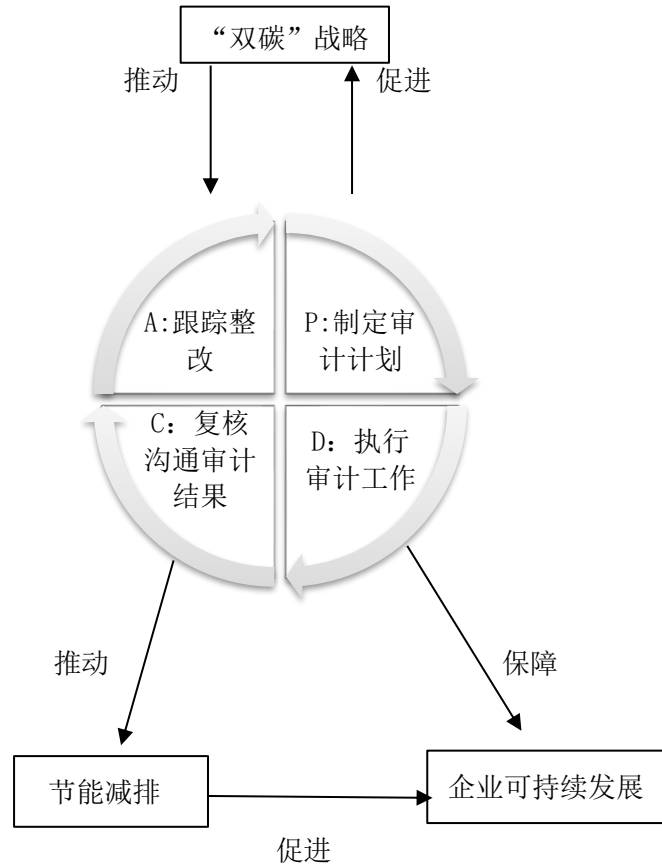 “双碳”战略
推动
促进
A:跟踪整
改
P:制定审
计计划
C：复核
沟通审计
结果
D：执行
审计工作
推动
保障
节能减排
企业可持续发展
促进